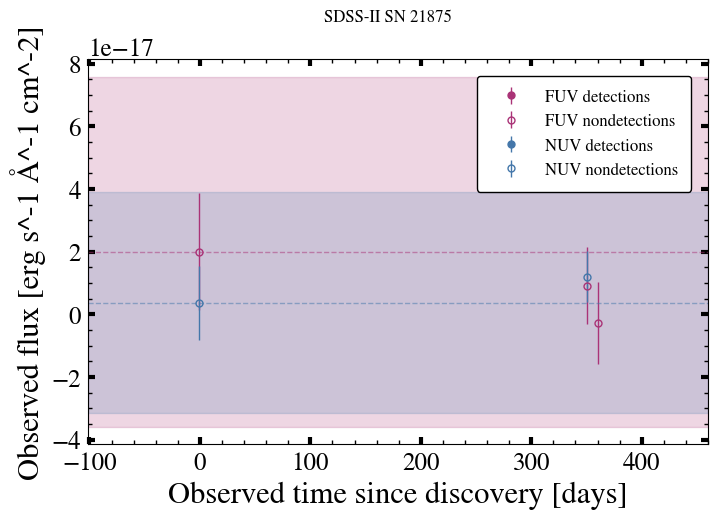 SDSS-II SN 21875
1e−17
Observed flux [erg s^-1 Å^-1 cm^-2]
8
6
4
2
0
−2
−4
FUV detections
FUV nondetections
NUV detections
NUV nondetections
−100 0 100 200 300 400
Observed time since discovery [days]